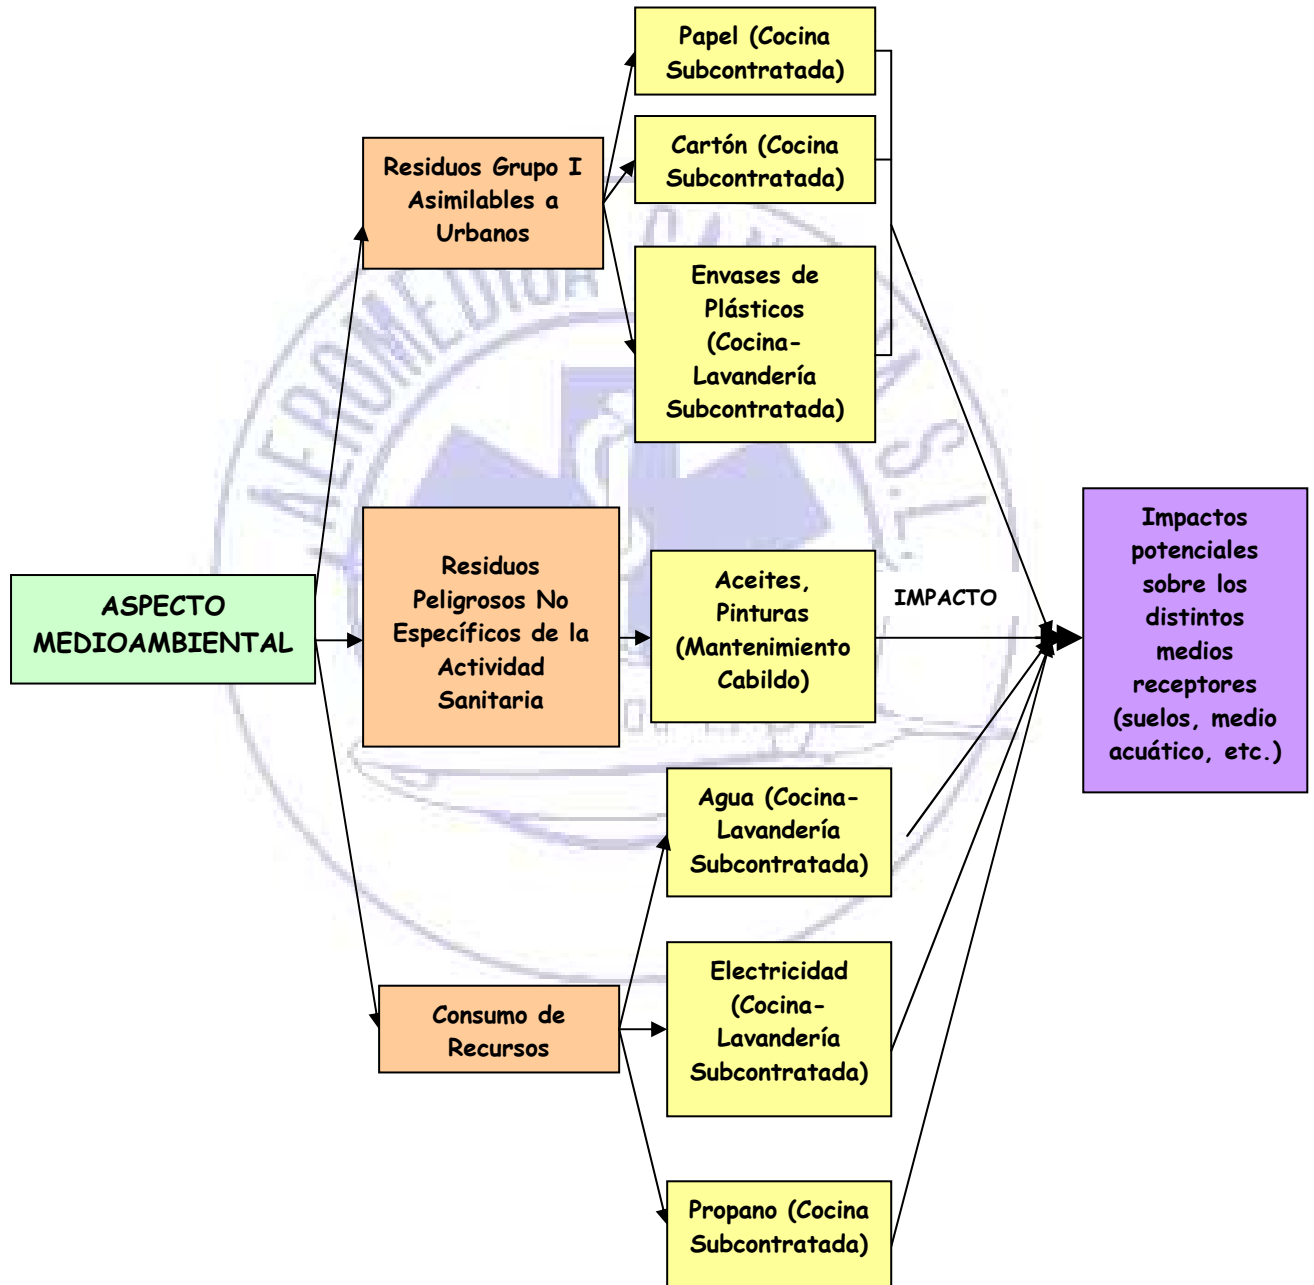 Papel (Cocina
Subcontratada)
Cartón (Cocina
Subcontratada)
Residuos Grupo I
Asimilables a
Urbanos
Envases de
Plásticos
(Cocina-
Lavandería
Subcontratada)
AEROMEDICA CANARIA S.L.
ASPECTO
MEDIOAMBIENTAL
Residuos
Peligrosos No
Específicos de la
Actividad
Sanitaria
Aceites,
Pinturas
(Mantenimiento
Cabildo)
IMPACTO
Impactos
potenciales
sobre los
distintos
medios
receptores
(suelos, medio
acuático, etc.)
Agua (Cocina-
Lavandería
Subcontratada)
Consumo de
Recursos
Electricidad
(Cocina-
Lavandería
Subcontratada)
Propano (Cocina
Subcontratada)